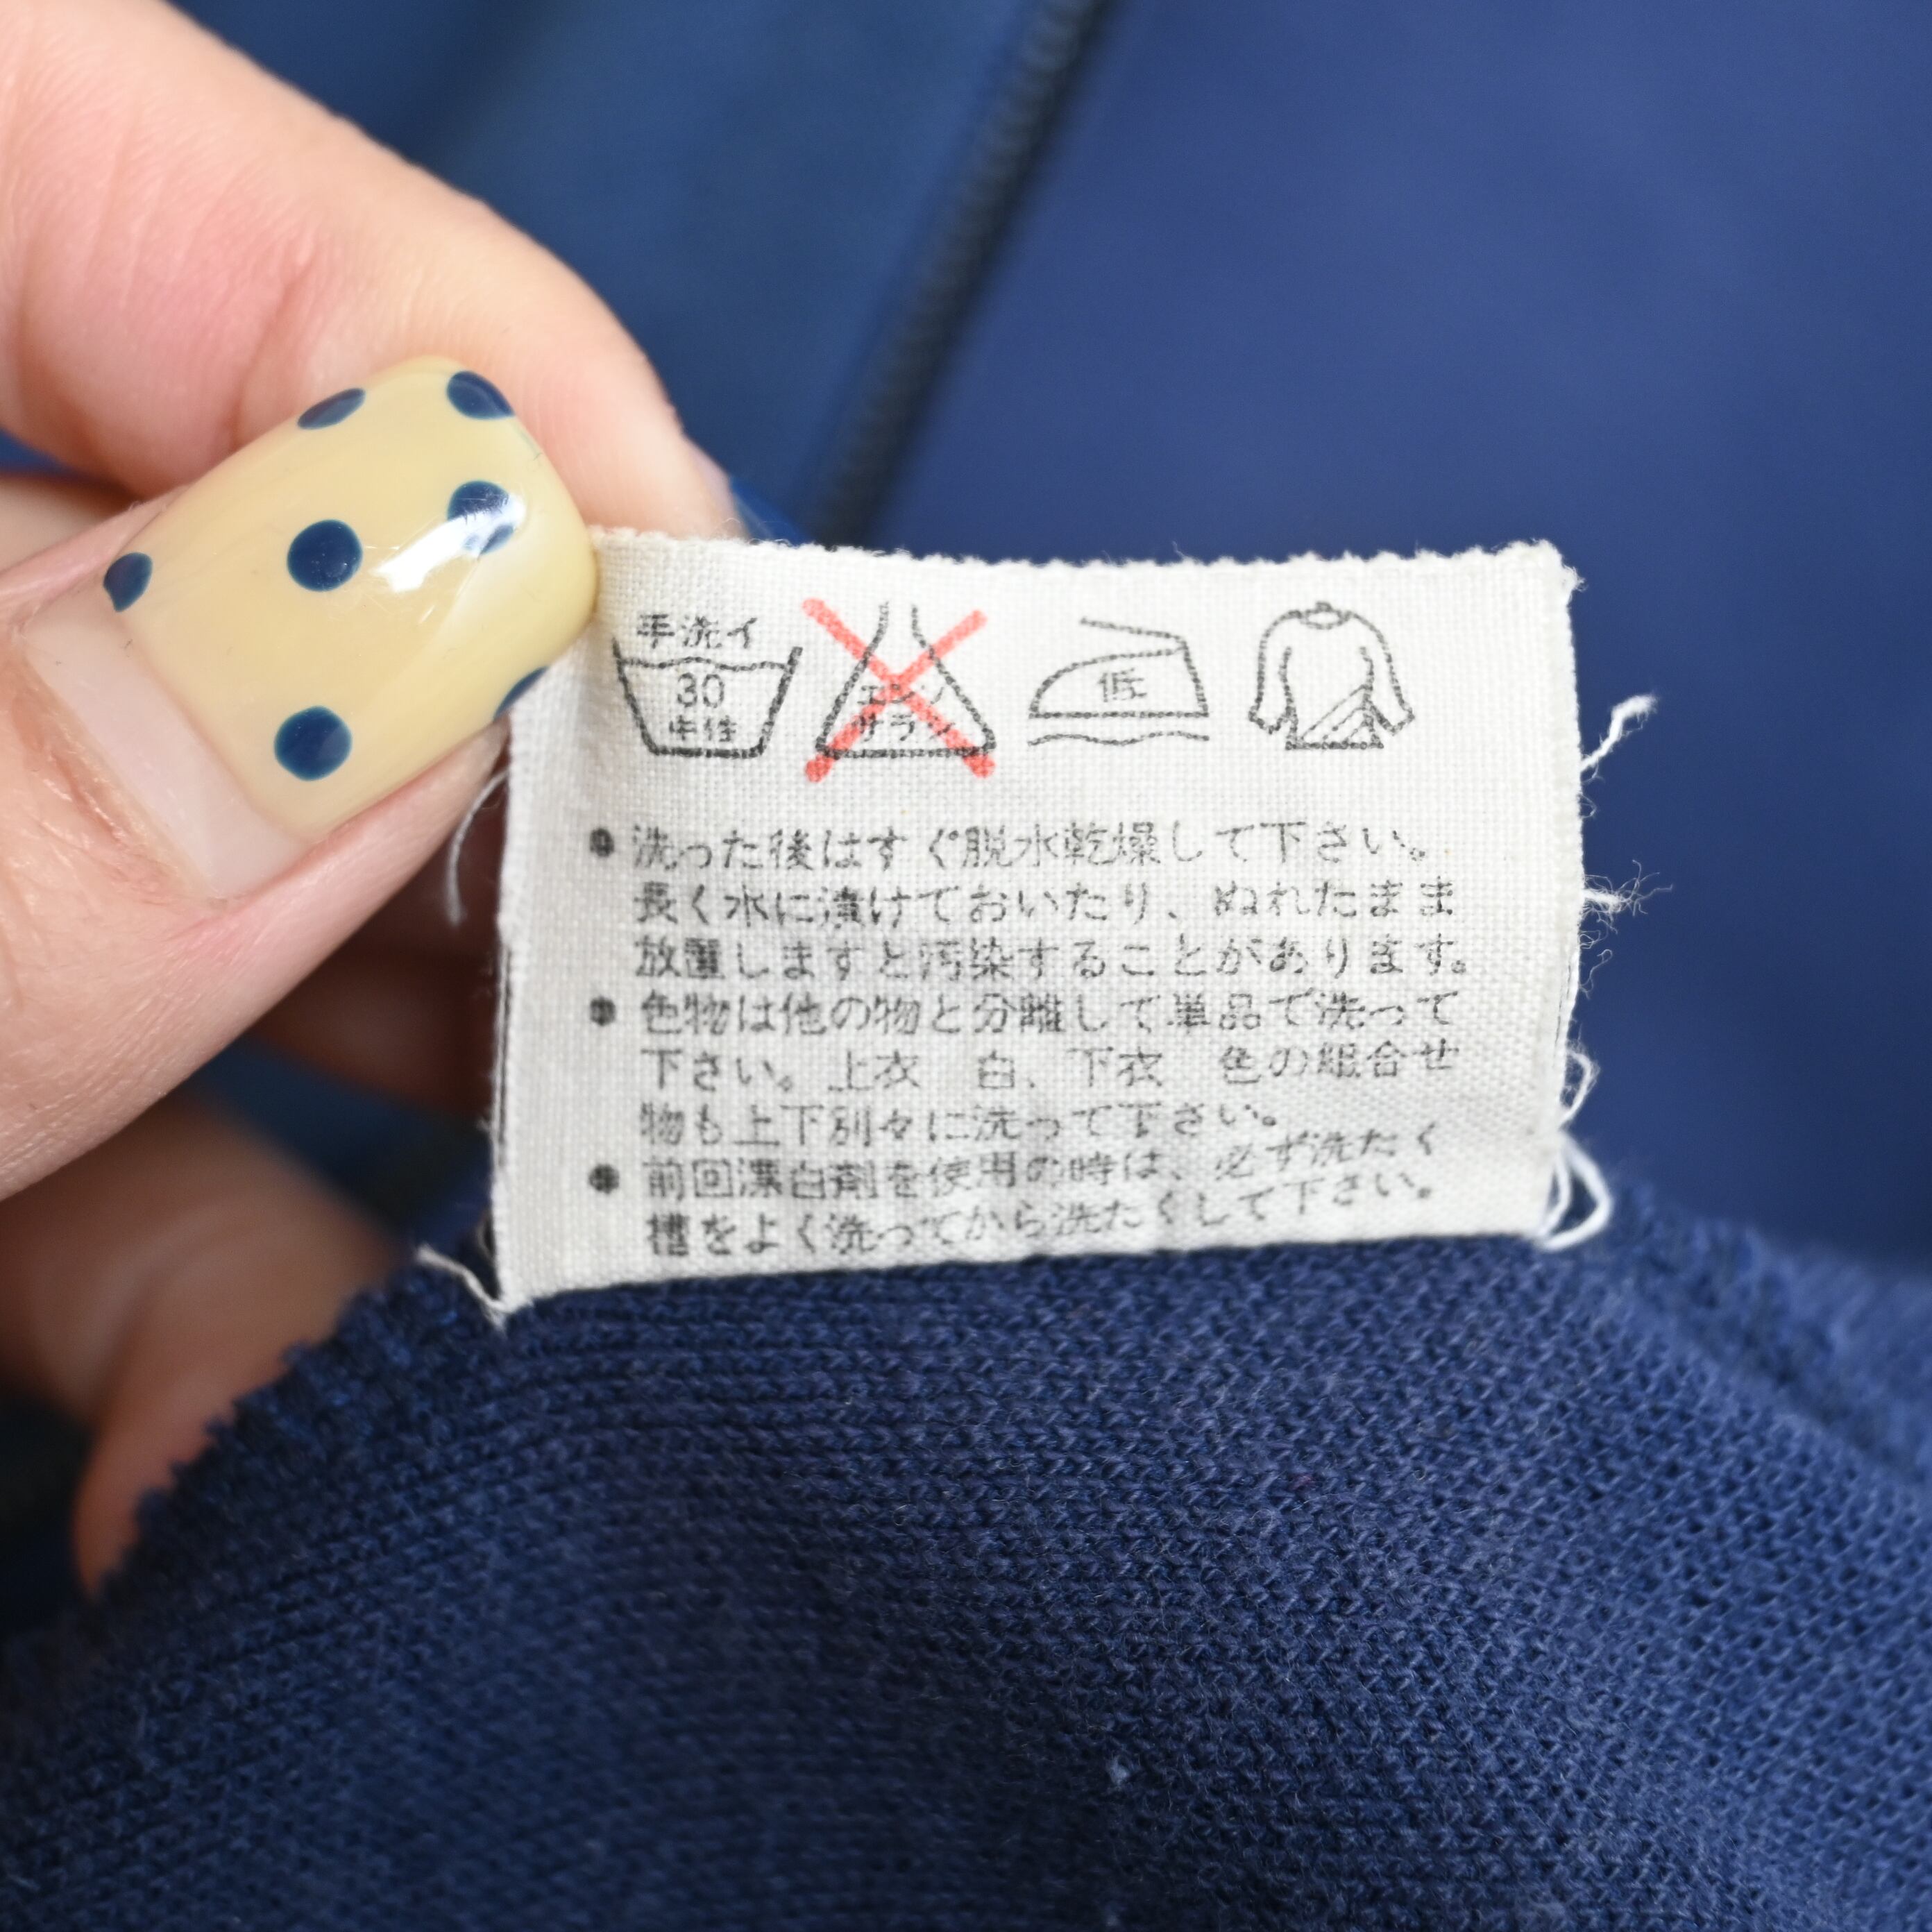 手洗イ
30
中性
エンソ
サラシ
低
● 洗った後はすぐ脱水乾燥して下さい。
長く水に漬けておいたり、ぬれたまま
放置しますと汚染することがあります。
● 色物は他の物と分離して単品で洗って
下さい。上衣 白、下衣 色の組合せ
物も上下別々に洗って下さい。
● 前回漂白剤を使用の時は、必ず洗たく
槽をよく洗ってから洗たくして下さい。